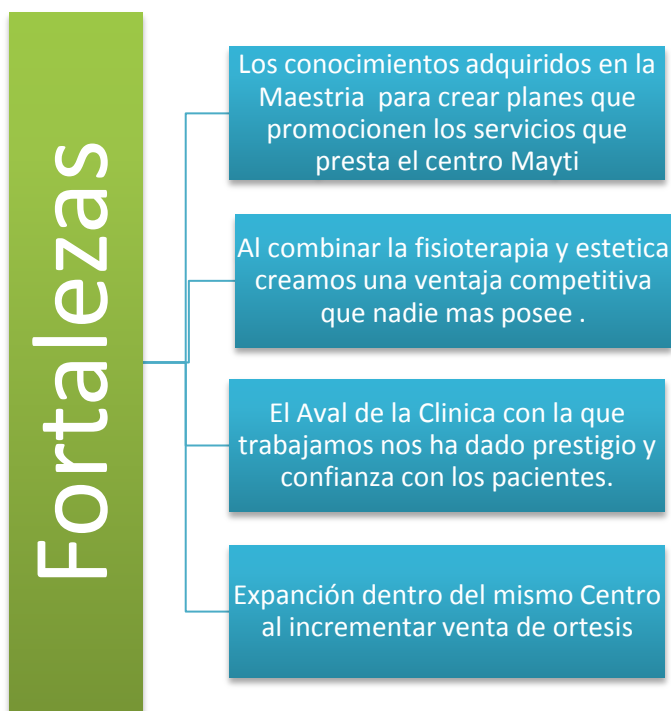 Fortalezas
Los conocimientos adquiridos en la
Maestria para crear planes que
promocionen los servicios que
presta el centro Mayti
Al combinar la fisioterapia y estetica
creamos una ventaja competitiva
que nadie mas posee .
El Aval de la Clinica con la que
trabajamos nos ha dado prestigio y
confianza con los pacientes.
Expanción dentro del mismo Centro
al incrementar venta de ortesis